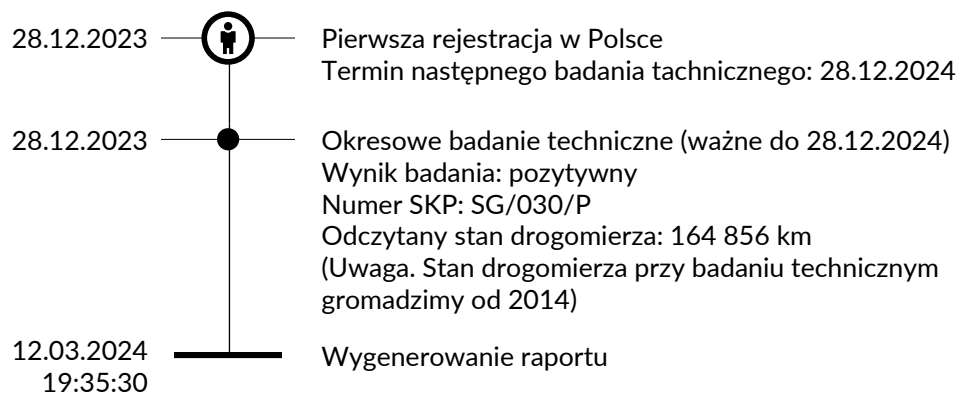 28.12.2023
Pierwsza rejestracja w Polsce
Termin następnego badania tachnicznego: 28.12.2024
28.12.2023
Okresowe badanie techniczne (ważne do 28.12.2024)
Wynik badania: pozytywny
Numer SKP: SG/030/P
Odczytany stan drogomierza: 164 856 km
(Uwaga. Stan drogomierza przy badaniu technicznym
gromadzimy od 2014)
12.03.2024
19:35:30
Wygenerowanie raportu